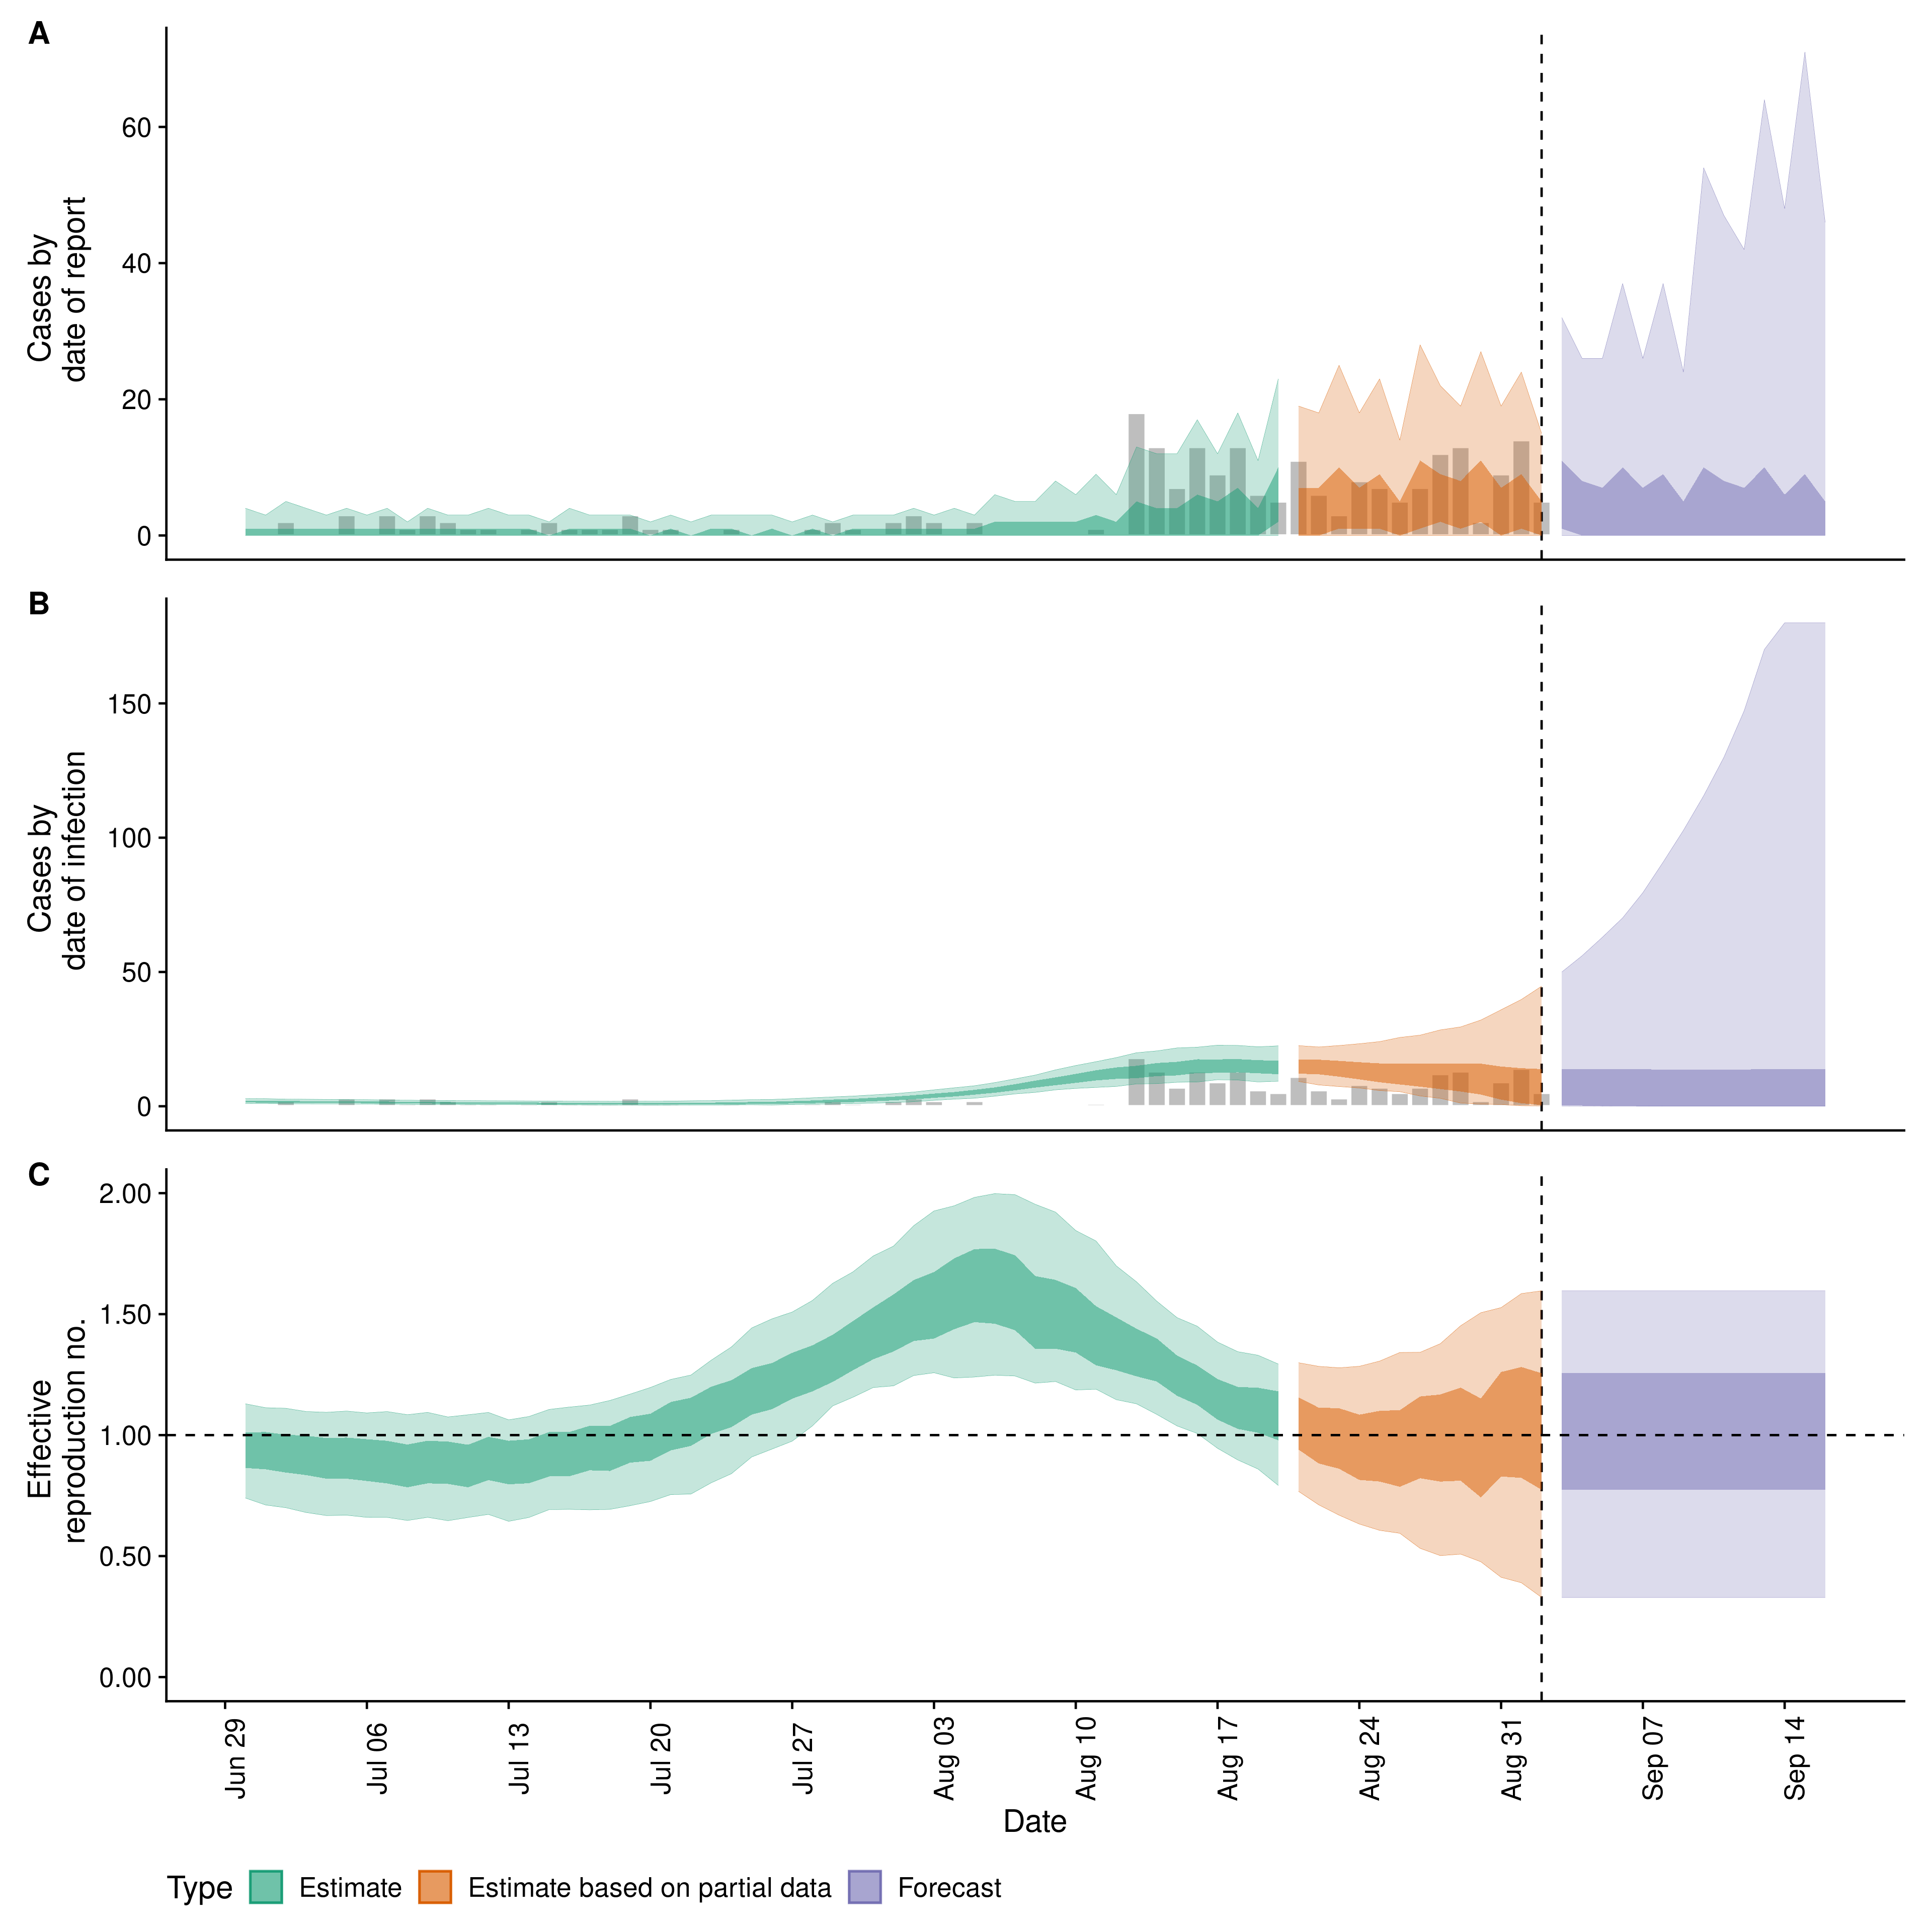 A
Cases by
date of report
60
40
20
0
B
Cases by
date of infection
150
100
50
0
C
Effective
reproduction no.
2.00
1.50
1.00
0.50
0.00
Jun 29
Jul 06
Jul 13
Jul 20
Jul 27
Aug 03
Aug 10
Aug 17
Aug 24
Aug 31
Sep 07
Sep 14
Date
Type Estimate Estimate based on partial data Forecast